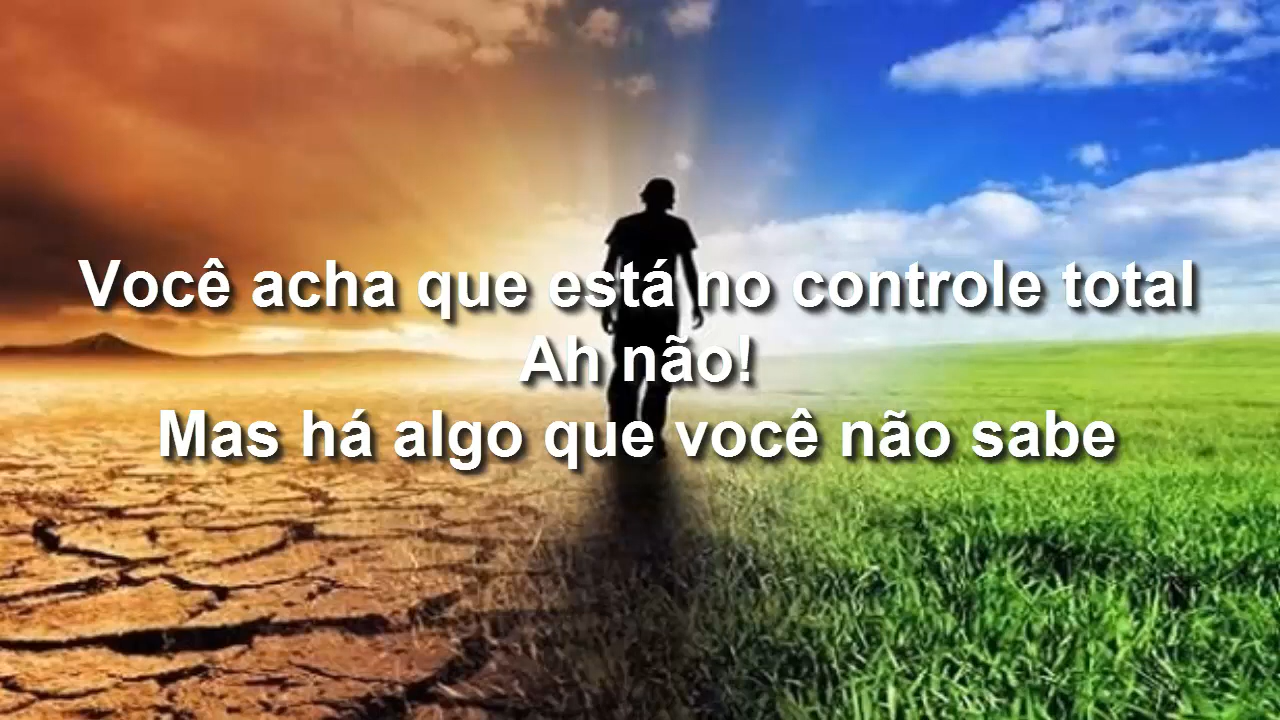 Você acha que está no controle total
Ah não!
Mas há algo que você não sabe